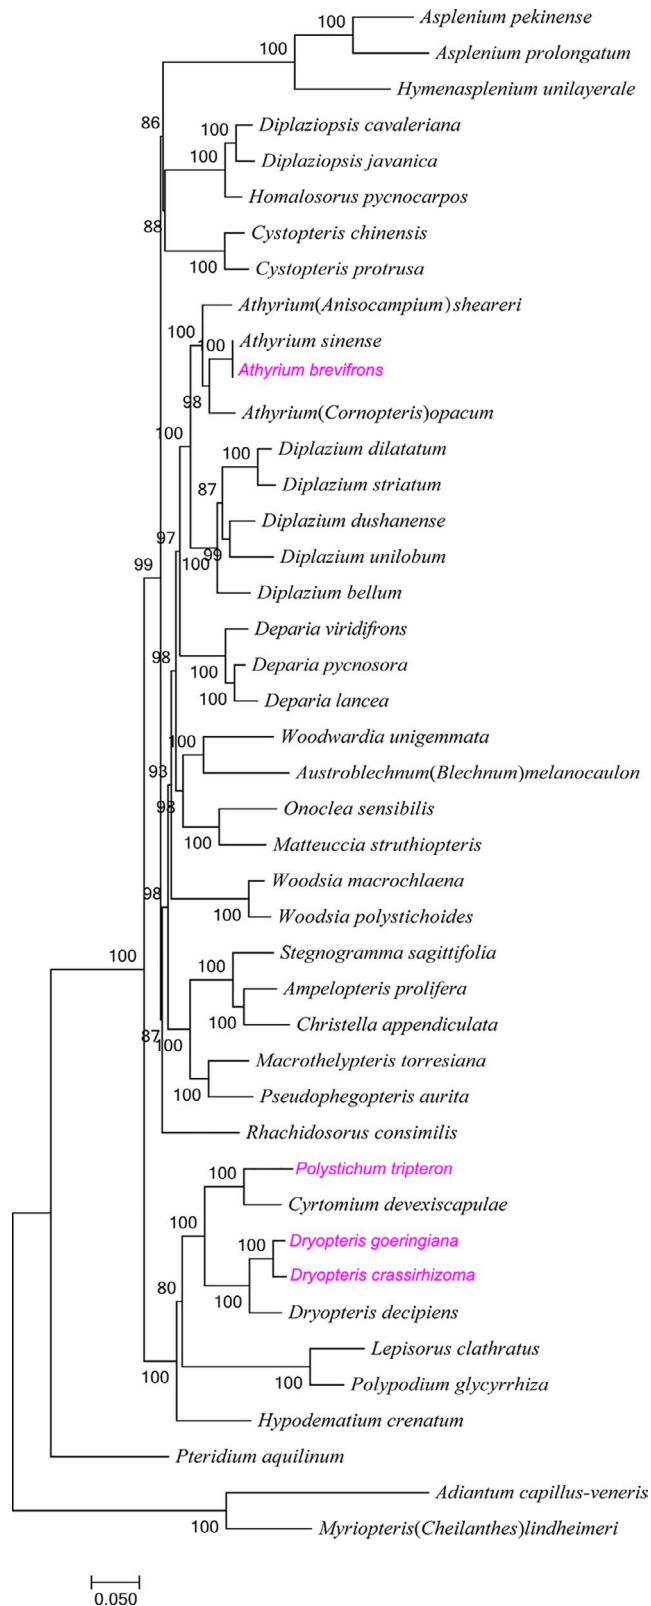 Asplenium pekinense
100
Asplenium prolongatum
100
Hymenasplenium unilayerale
86
Diplaziopsis cavaleriana
100
Diplaziopsis javanica
100
Homalosorus pycnocarpos
88
Cystopteris chinensis
100
Cystopteris protrusa
Athyrium(Anisocampium)sheareri
100
100
Athyrium sinense
Athyrium brevifrons
98
Athyrium(Cornopteris)opacum
100
Diplazium dilatatum
100
Diplazium striatum
87
Diplazium dushanense
97
99
Diplazium unilobum
100
99
Diplazium bellum
Deparia viridifrons
98
100
Deparia pycnosora
100
Deparia lancea
100
Woodwardia unigemmata
93
Austroblechnum(Blechnum)melanocaulon
98
Onoclea sensibilis
100
Matteuccia struthiopteris
98
Woodsia macrochlaena
100
Woodsia polystichoides
100
100
Stegnogramma sagittifolia
Ampelopteris prolifera
100
Christella appendiculata
87
100
Macrothelypteris torresiana
100
Pseudophegopteris aurita
Rhachidosorus consimilis
100
Polystichum tripteron
Cyrtomium devexiscapulae
100
100
Dryopteris goeringiana
Dryopteris crassirhizoma
80
100
Dryopteris decipiens
Lepisorus clathratus
100
100
Polypodium glycyrrhiza
Hypodematium crenatum
Pteridium aquilinum
Adiantum capillus-veneris
100
Myriopteris(Cheilanthes)lindheimeri
0.050